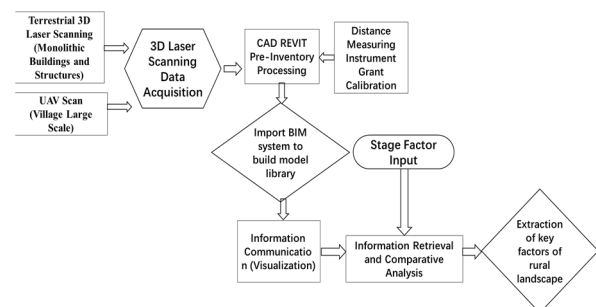 Terrestrial 3D
Laser Scanning
(Monolithic
Buildings and
Structures)
UAV Scan
(Village Large
Scale)
3D Laser
Scanning
Data
Acquisition
CAD REVIT
Pre-Inventory
Processing
Distance
Measuring
Instrument
Grant
Calibration
Import BIM
system to
build model
library
Stage Factor
Input
Information
Communicatio
n (Visualization)
Information Retrieval
and Comparative
Analysis
Extraction
of key
factors of
rural
landscape